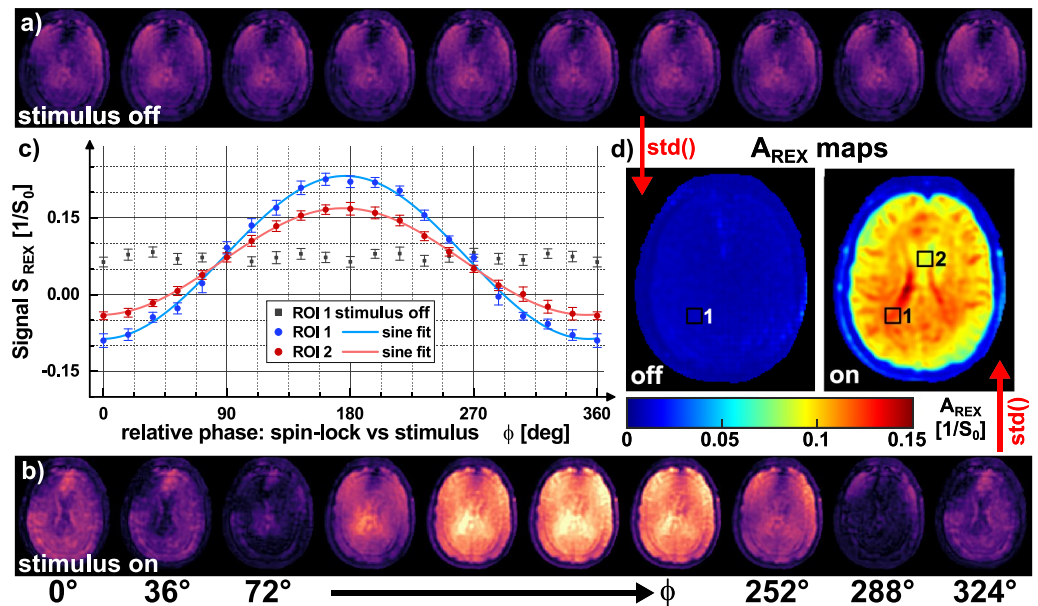 a)
stimulus off
c)
Signal S_REX [1/S_0]
0.15
0.00
-0.15
ROI 1 stimulus off
ROI 1 sine fit
ROI 2 sine fit
0 90 180 270 360
relative phase: spin-lock vs stimulus ϕ [deg]
d)
std()
A_REX maps
1
off
2
1
on
0 0.05 0.1 0.15
A_REX
[1/S_0]
std()
b)
stimulus on
0° 36° 72° ϕ 252° 288° 324°